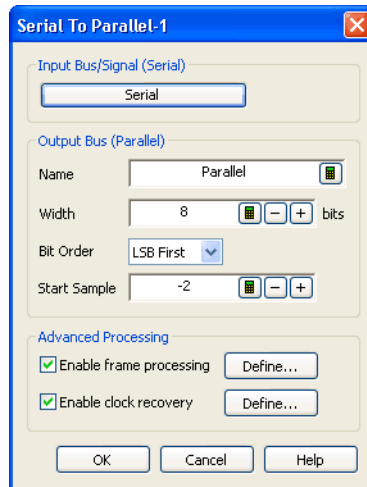 Serial To Parallel-1
Input Bus/Signal (Serial)
Serial
Output Bus (Parallel)
Name Parallel
Width 8 bits
Bit Order LSB First
Start Sample -2
Advanced Processing
Enable frame processing Define...
Enable clock recovery Define...
OK Cancel Help